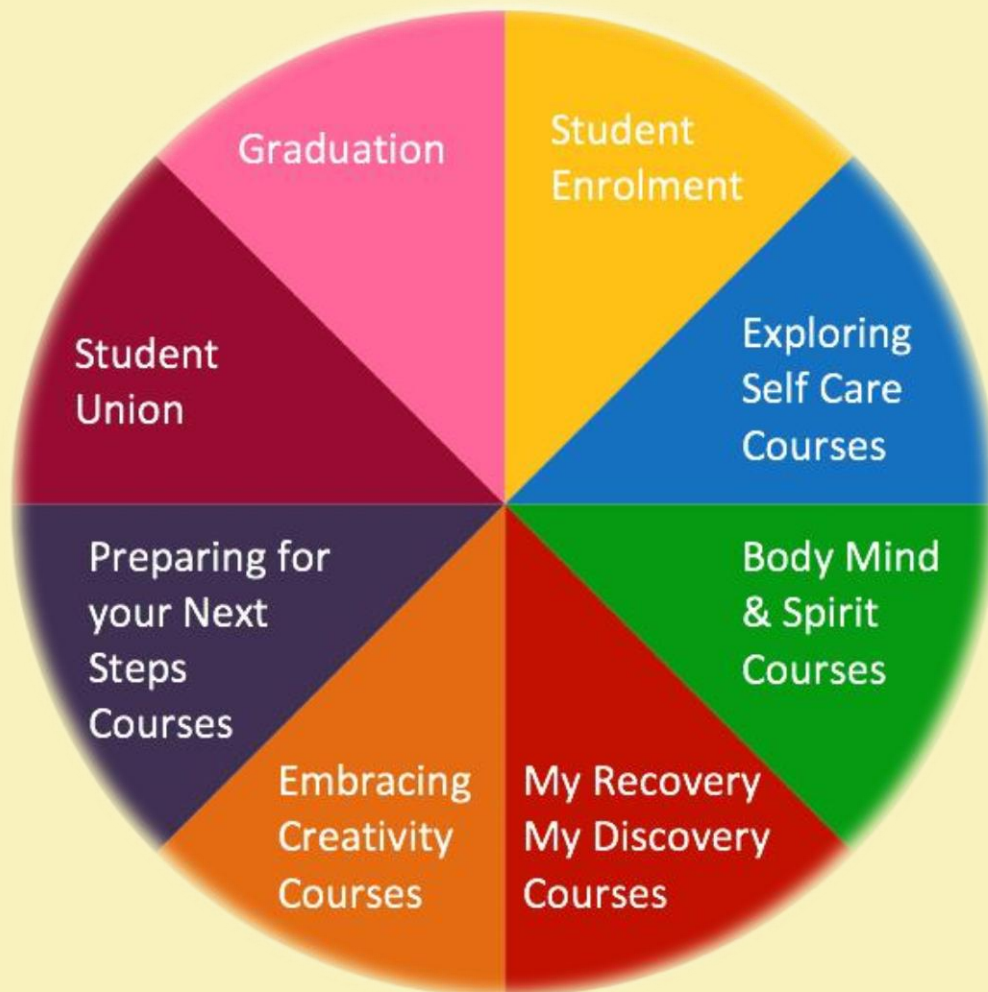 Student
Enrolment
Exploring
Self Care
Courses
Body Mind
& Spirit
Courses
My Recovery
My Discovery
Courses
Embracing
Creativity
Courses
Preparing for
your Next
Steps
Courses
Student
Union
Graduation